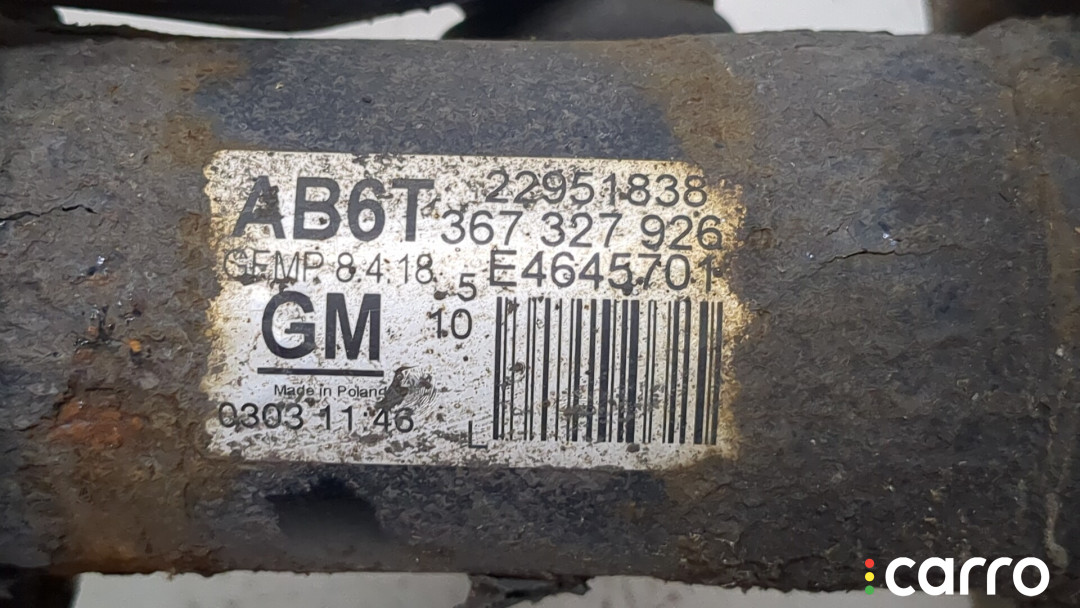 AB6T 22951838
367 327 926
GEMP. 8.4.18. E4645701
5
GM 10
Made in Poland
0303 11:46 L
carro